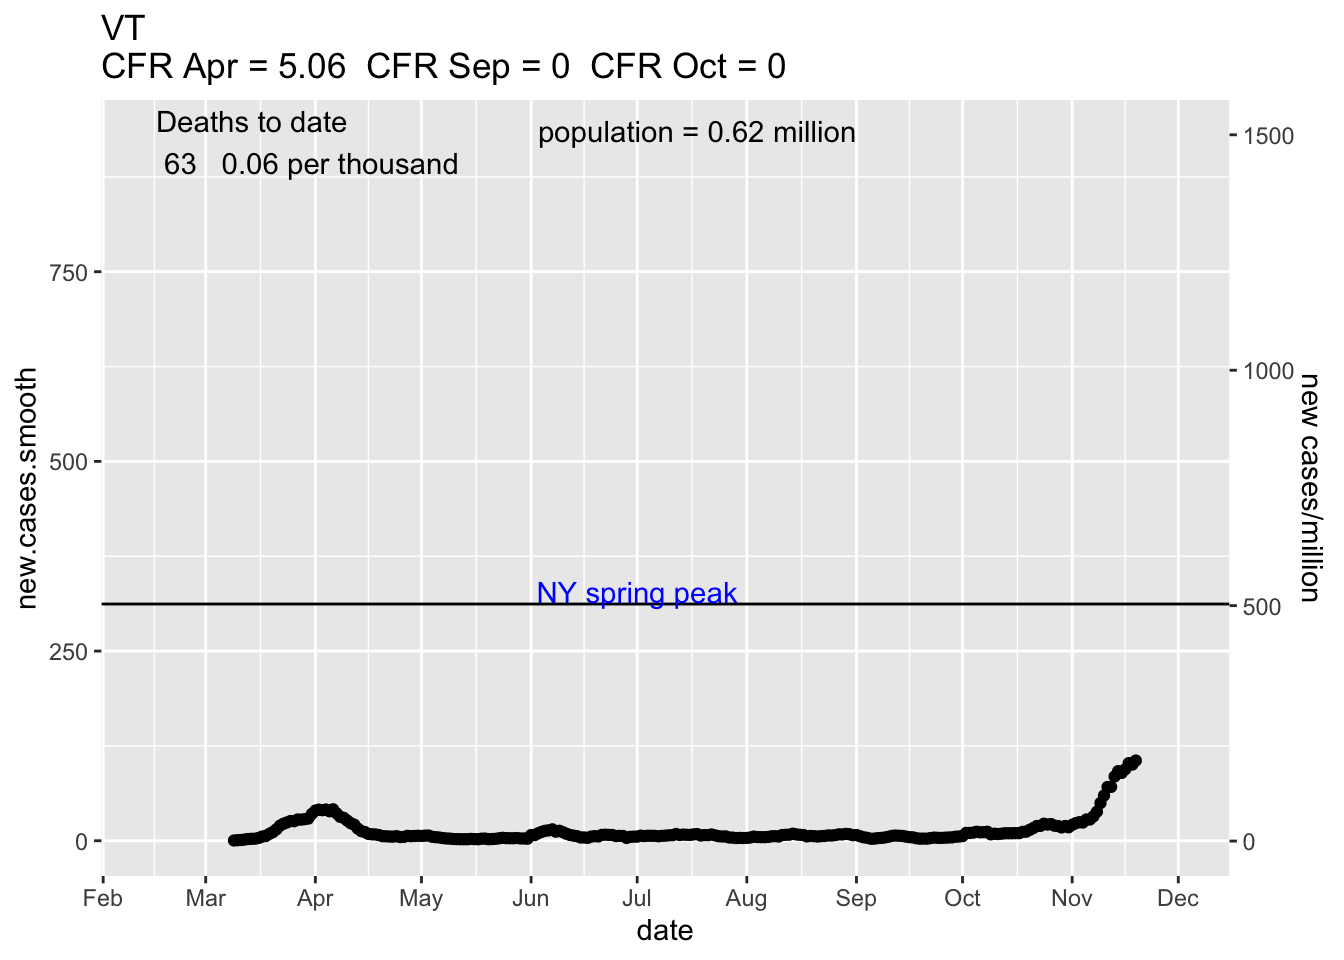 VT
CFR Apr = 5.06  CFR Sep = 0  CFR Oct = 0
Deaths to date
63   0.06 per thousand
population = 0.62 million
1500
1000
500
0
new cases/million
NY spring peak
750
500
250
0
new.cases.smooth
Feb Mar Apr May Jun Jul Aug Sep Oct Nov Dec
date